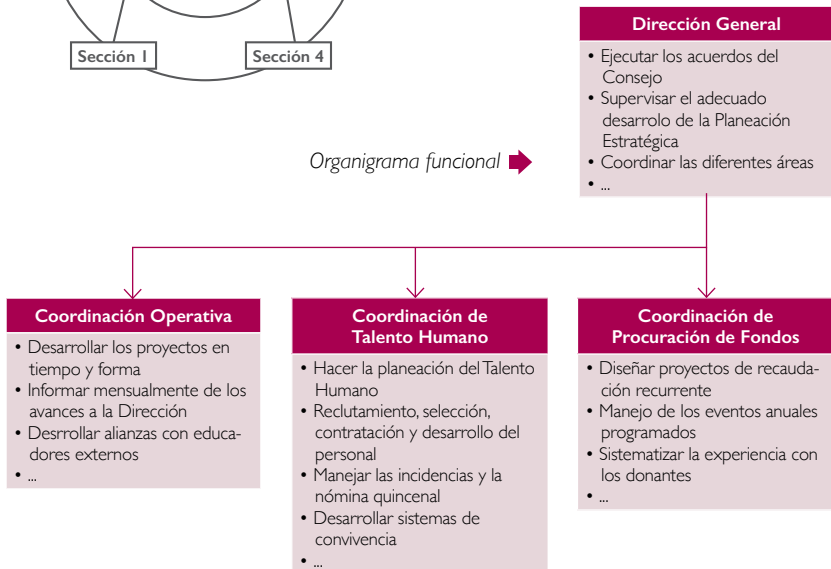 Sección 1
Sección 4
Organigrama funcional
Dirección General
• Ejecutar los acuerdos del
Consejo
• Supervisar el adecuado
desarrolo de la Planeación
Estratégica
• Coordinar las diferentes áreas
• ...
Coordinación Operativa
• Desarrollar los proyectos en
tiempo y forma
• Informar mensualmente de los
avances a la Dirección
• Desrrollar alianzas con educa-
dores externos
• ...
Coordinación de
Talento Humano
• Hacer la planeación del Talento
Humano
• Reclutamiento, selección,
contratación y desarrollo del
personal
• Manejar las incidencias y la
nómina quincenal
• Desarrollar sistemas de
convivencia
• ...
Coordinación de
Procuración de Fondos
• Diseñar proyectos de recauda-
ción recurrente
• Manejo de los eventos anuales
programados
• Sistematizar la experiencia con
los donantes
• ...